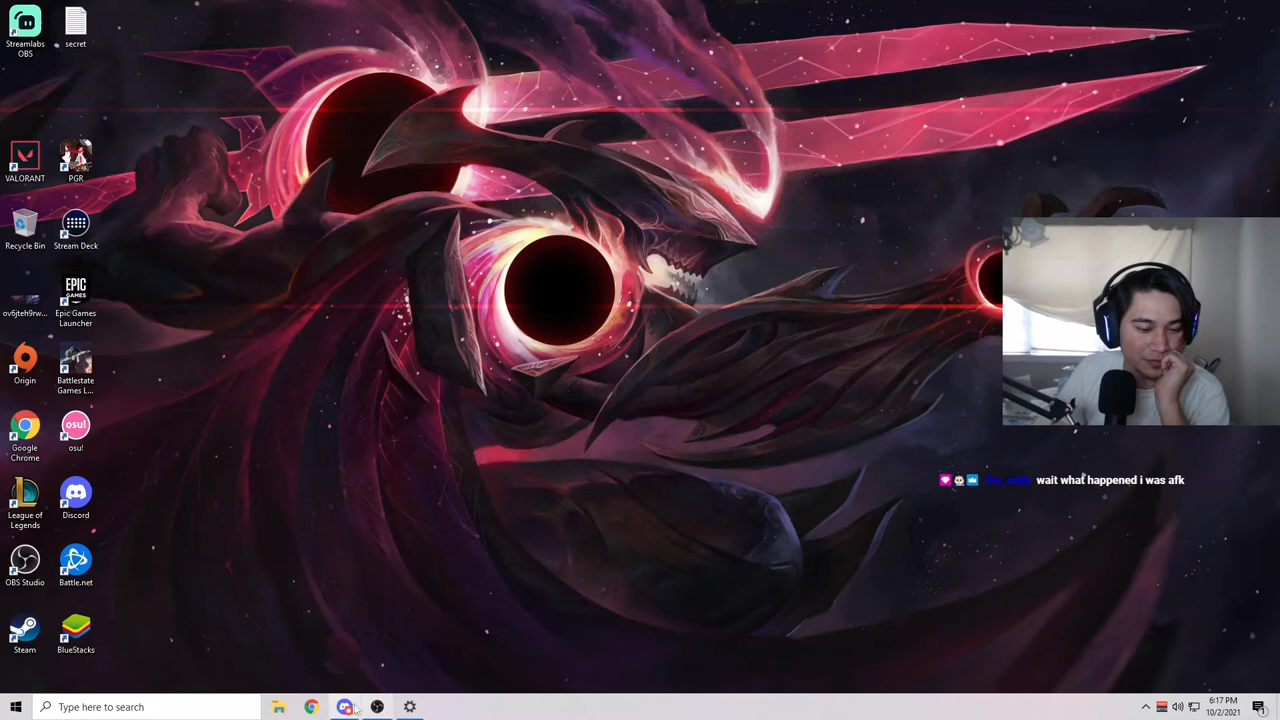 Streamlabs OBS
secret
VALORANT
PGR
Recycle Bin
Stream Deck
EPIC GAMES
ov6jteh9rw...
Epic Games Launcher
Origin
Battlestate Games L...
Google Chrome
osu!
osu!
League of Legends
Discord
OBS Studio
Battle.net
Steam
BlueStacks
wait what happened i was afk
Type here to search
6:17 PM
10/2/2021
1